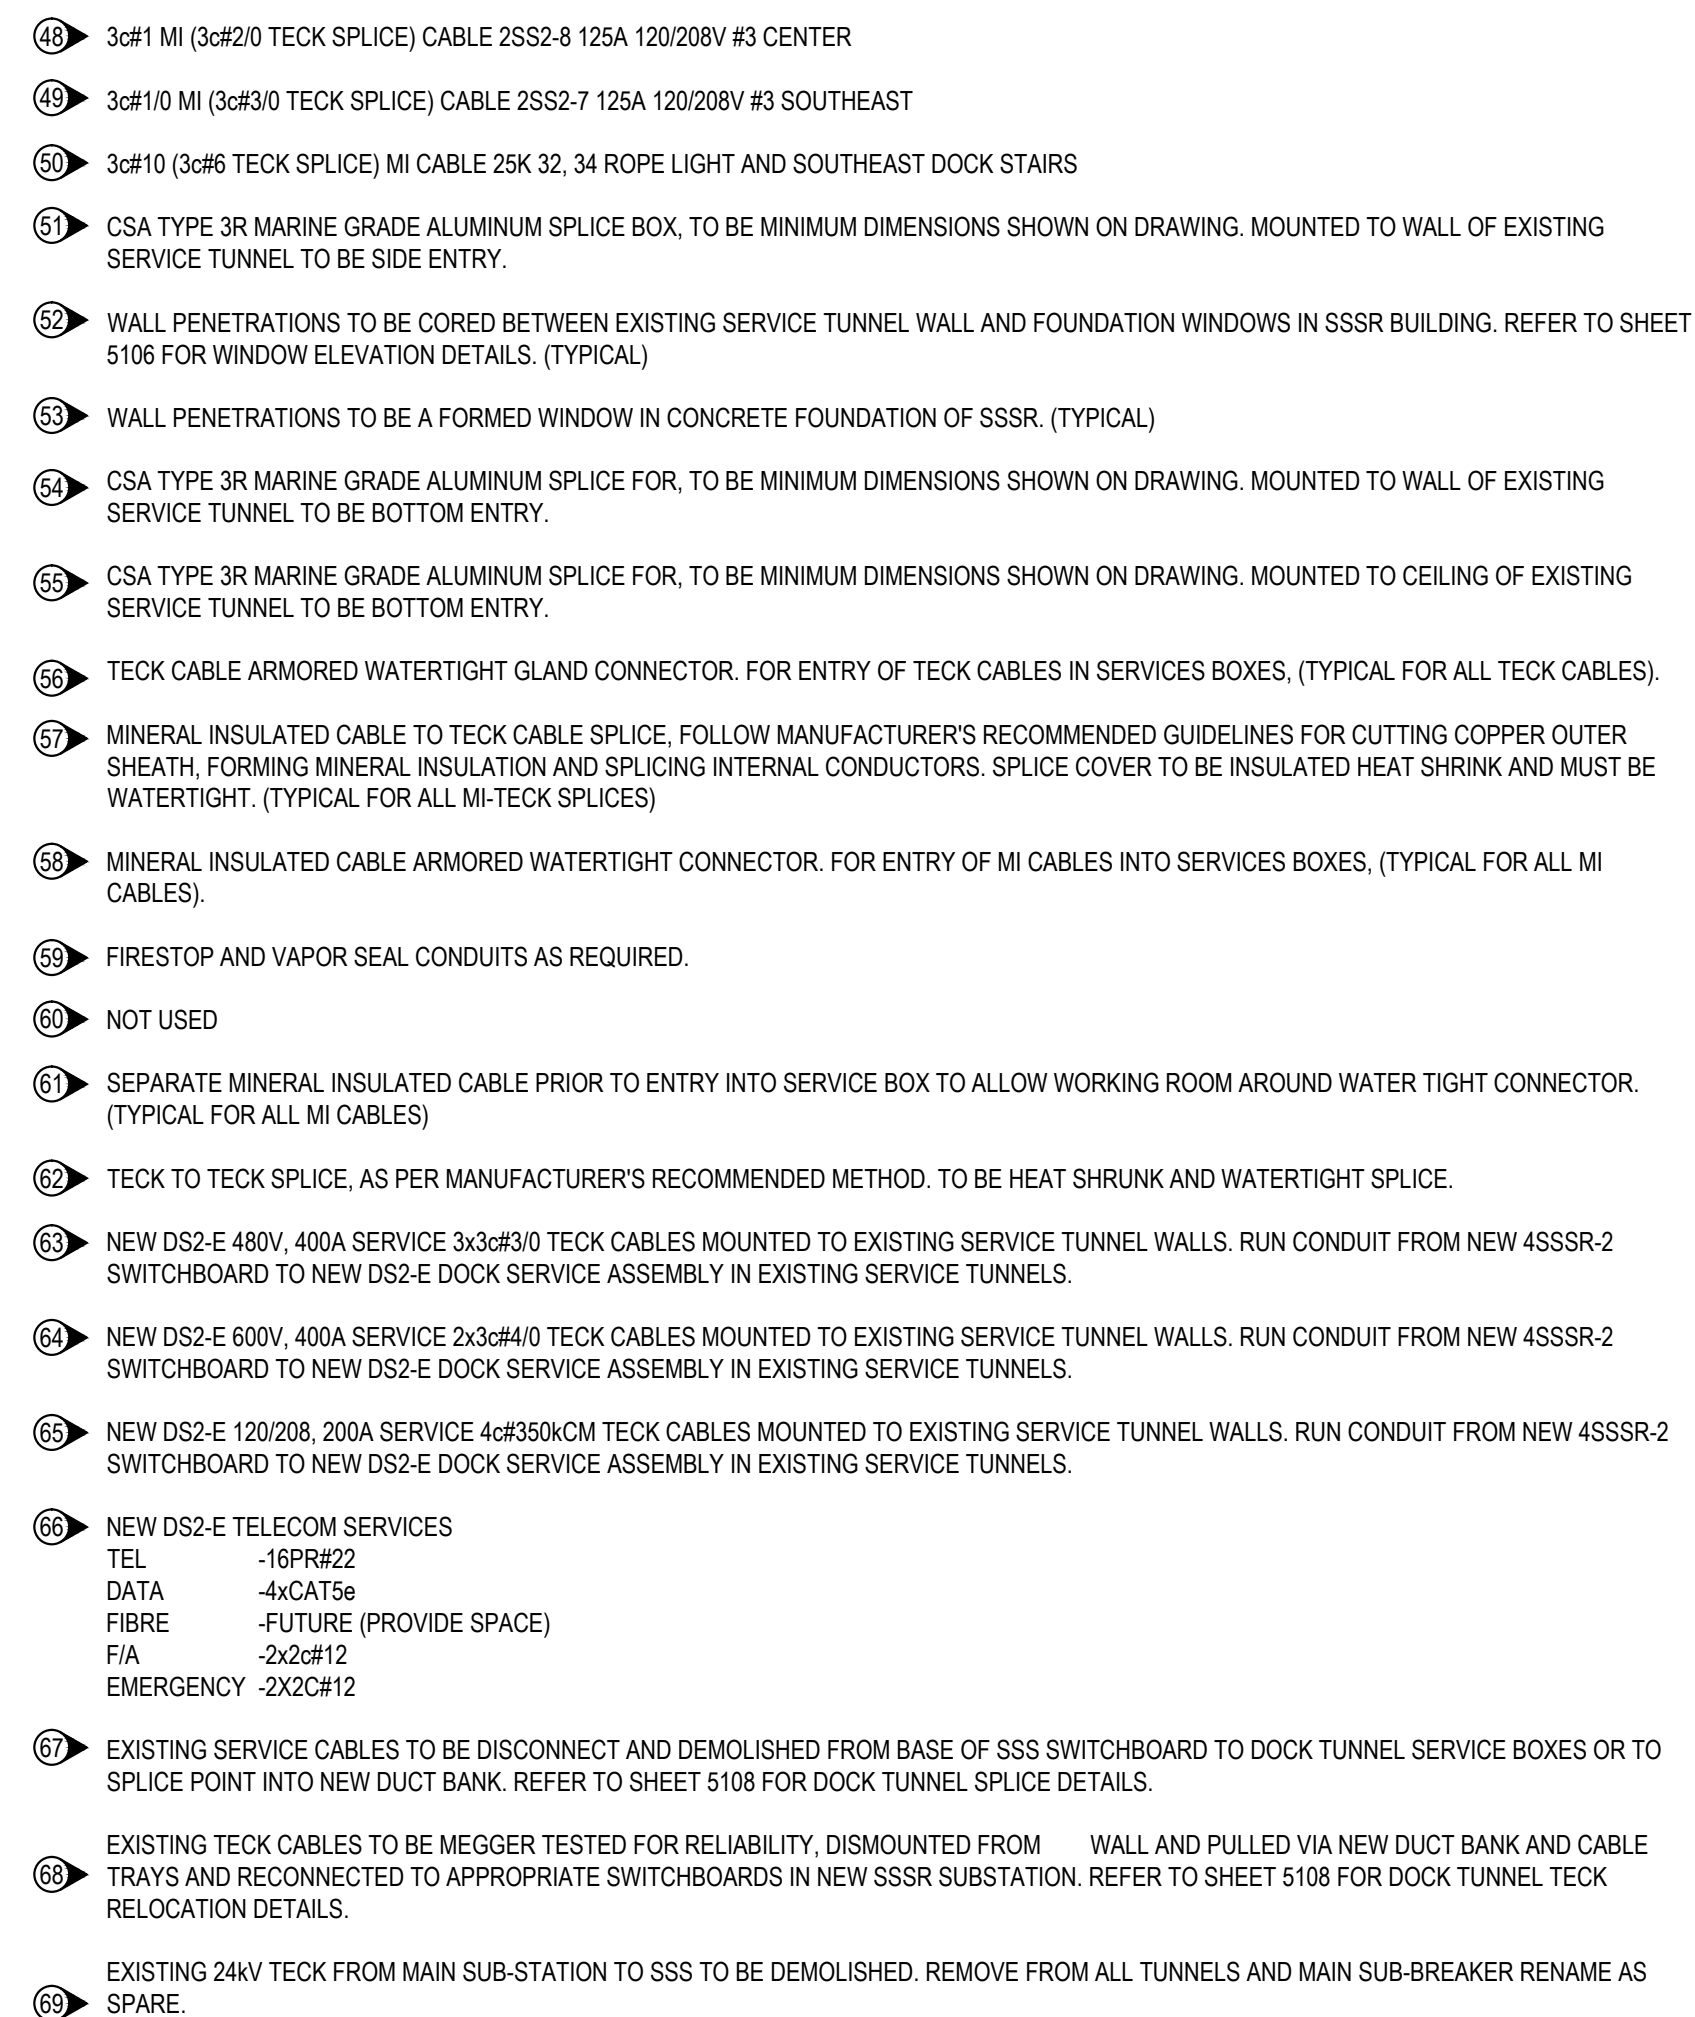 48 3c#1 MI (3c#2/0 TECK SPLICE) CABLE 2SS2-8 125A 120/208V #3 CENTER
49 3c#1/0 MI (3c#3/0 TECK SPLICE) CABLE 2SS2-7 125A 120/208V #3 SOUTHEAST
50 3c#10 (3c#6 TECK SPLICE) MI CABLE 25K 32, 34 ROPE LIGHT AND SOUTHEAST DOCK STAIRS
51 CSA TYPE 3R MARINE GRADE ALUMINUM SPLICE BOX, TO BE MINIMUM DIMENSIONS SHOWN ON DRAWING. MOUNTED TO WALL OF EXISTING
SERVICE TUNNEL TO BE SIDE ENTRY.
52 WALL PENETRATIONS TO BE CORED BETWEEN EXISTING SERVICE TUNNEL WALL AND FOUNDATION WINDOWS IN SSSR BUILDING. REFER TO SHEET
5106 FOR WINDOW ELEVATION DETAILS. (TYPICAL)
53 WALL PENETRATIONS TO BE A FORMED WINDOW IN CONCRETE FOUNDATION OF SSSR. (TYPICAL)
54 CSA TYPE 3R MARINE GRADE ALUMINUM SPLICE FOR, TO BE MINIMUM DIMENSIONS SHOWN ON DRAWING. MOUNTED TO WALL OF EXISTING
SERVICE TUNNEL TO BE BOTTOM ENTRY.
55 CSA TYPE 3R MARINE GRADE ALUMINUM SPLICE FOR, TO BE MINIMUM DIMENSIONS SHOWN ON DRAWING. MOUNTED TO CEILING OF EXISTING
SERVICE TUNNEL TO BE BOTTOM ENTRY.
56 TECK CABLE ARMORED WATERTIGHT GLAND CONNECTOR. FOR ENTRY OF TECK CABLES IN SERVICES BOXES, (TYPICAL FOR ALL TECK CABLES).
57 MINERAL INSULATED CABLE TO TECK CABLE SPLICE, FOLLOW MANUFACTURER'S RECOMMENDED GUIDELINES FOR CUTTING COPPER OUTER
SHEATH, FORMING MINERAL INSULATION AND SPLICING INTERNAL CONDUCTORS. SPLICE COVER TO BE INSULATED HEAT SHRINK AND MUST BE
WATERTIGHT. (TYPICAL FOR ALL MI-TECK SPLICES)
58 MINERAL INSULATED CABLE ARMORED WATERTIGHT CONNECTOR. FOR ENTRY OF MI CABLES INTO SERVICES BOXES, (TYPICAL FOR ALL MI
CABLES).
59 FIRESTOP AND VAPOR SEAL CONDUITS AS REQUIRED.
60 NOT USED
61 SEPARATE MINERAL INSULATED CABLE PRIOR TO ENTRY INTO SERVICE BOX TO ALLOW WORKING ROOM AROUND WATER TIGHT CONNECTOR.
(TYPICAL FOR ALL MI CABLES)
62 TECK TO TECK SPLICE, AS PER MANUFACTURER'S RECOMMENDED METHOD. TO BE HEAT SHRUNK AND WATERTIGHT SPLICE.
63 NEW DS2-E 480V, 400A SERVICE 3x3c#3/0 TECK CABLES MOUNTED TO EXISTING SERVICE TUNNEL WALLS. RUN CONDUIT FROM NEW 4SSSR-2
SWITCHBOARD TO NEW DS2-E DOCK SERVICE ASSEMBLY IN EXISTING SERVICE TUNNELS.
64 NEW DS2-E 600V, 400A SERVICE 2x3c#4/0 TECK CABLES MOUNTED TO EXISTING SERVICE TUNNEL WALLS. RUN CONDUIT FROM NEW 4SSSR-2
SWITCHBOARD TO NEW DS2-E DOCK SERVICE ASSEMBLY IN EXISTING SERVICE TUNNELS.
65 NEW DS2-E 120/208, 200A SERVICE 4c#350kCM TECK CABLES MOUNTED TO EXISTING SERVICE TUNNEL WALLS. RUN CONDUIT FROM NEW 4SSSR-2
SWITCHBOARD TO NEW DS2-E DOCK SERVICE ASSEMBLY IN EXISTING SERVICE TUNNELS.
66 NEW DS2-E TELECOM SERVICES
TEL -16PR#22
DATA -4xCAT5e
FIBRE -FUTURE (PROVIDE SPACE)
F/A -2x2c#12
EMERGENCY -2X2C#12
67 EXISTING SERVICE CABLES TO BE DISCONNECT AND DEMOLISHED FROM BASE OF SSS SWITCHBOARD TO DOCK TUNNEL SERVICE BOXES OR TO
SPLICE POINT INTO NEW DUCT BANK. REFER TO SHEET 5108 FOR DOCK TUNNEL SPLICE DETAILS.
EXISTING TECK CABLES TO BE MEGGER TESTED FOR RELIABILITY, DISMOUNTED FROM WALL AND PULLED VIA NEW DUCT BANK AND CABLE
68 TRAYS AND RECONNECTED TO APPROPRIATE SWITCHBOARDS IN NEW SSSR SUBSTATION. REFER TO SHEET 5108 FOR DOCK TUNNEL TECK
RELOCATION DETAILS.
EXISTING 24kV TECK FROM MAIN SUB-STATION TO SSS TO BE DEMOLISHED. REMOVE FROM ALL TUNNELS AND MAIN SUB-BREAKER RENAME AS
69 SPARE.